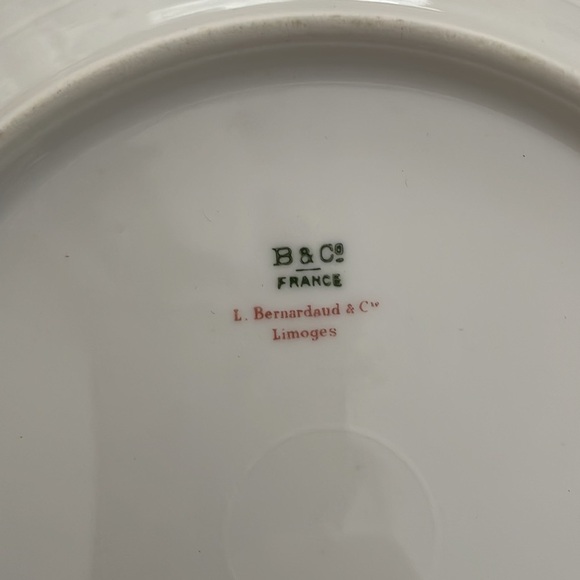 B & Co
FRANCE
L. Bernardaud & Cie
Limoges